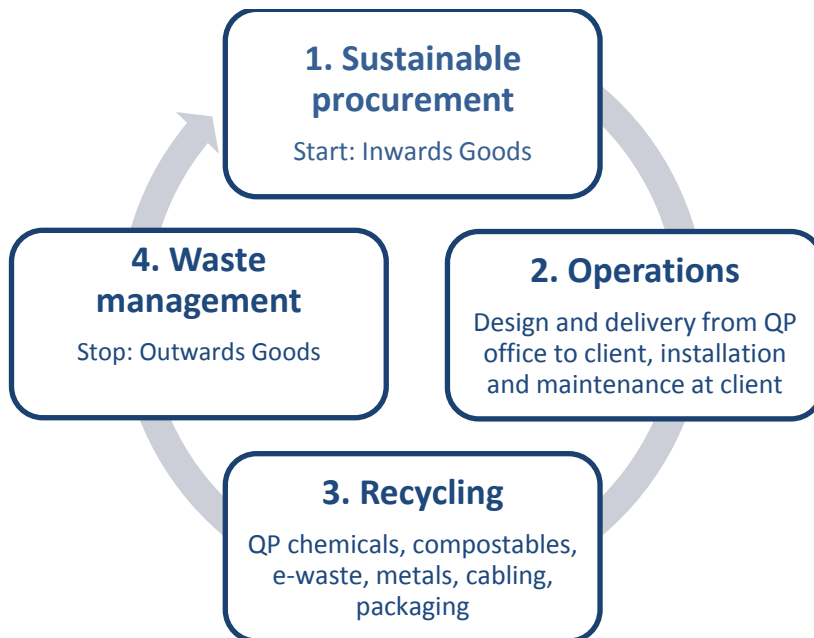 1. Sustainable
procurement
Start: Inwards Goods
2. Operations
Design and delivery from QP
office to client, installation
and maintenance at client
3. Recycling
QP chemicals, compostables,
e-waste, metals, cabling,
packaging
4. Waste
management
Stop: Outwards Goods